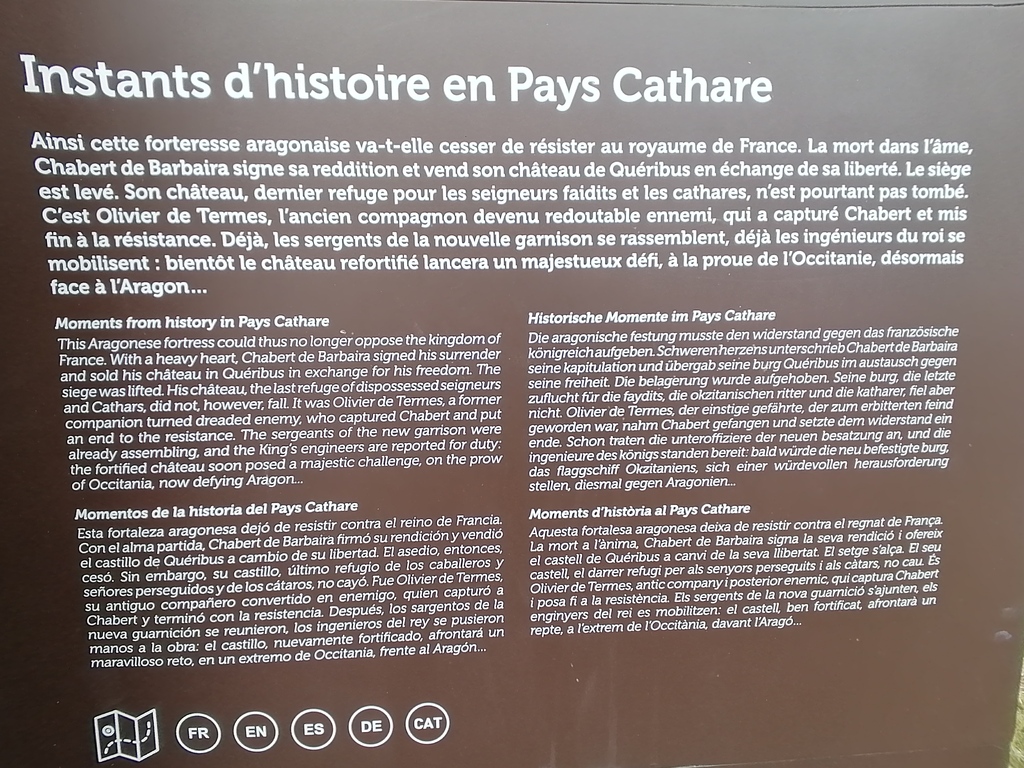 Instants d'histoire en Pays Cathare
Ainsi cette forteresse aragonaise va-t-elle cesser de résister au royaume de France. La mort dans l'âme,
Chabert de Barbaira signe sa reddition et vend son château de Quéribus en échange de sa liberté. Le siège
est levé. Son château, dernier refuge pour les seigneurs faidits et les cathares, n'est pourtant pas tombé.
C'est Olivier de Termes, l'ancien compagnon devenu redoutable ennemi, qui a capturé Chabert et mis
fin à la résistance. Déjà, les sergents de la nouvelle garnison se rassemblent, déjà les ingénieurs du roi se
mobilisent : bientôt le château refortifié lancera un majestueux défi, à la proue de l'Occitanie, désormais
face à l'Aragon...
Moments from history in Pays Cathare
This Aragonese fortress could thus no longer oppose the kingdom of
France. With a heavy heart, Chabert de Barbaira signed his surrender
and sold his château in Quéribus in exchange for his freedom. The
siege was lifted. His château, the last refuge of dispossessed seigneurs
and Cathars, did not, however, fall. It was Olivier de Termes, a former
companion turned dreaded enemy, who captured Chabert and put
an end to the resistance. The sergeants of the new garrison were
already assembling, and the King's engineers are reported for duty:
the fortified château soon posed a majestic challenge, on the prow
of Occitania, now defying Aragon...
Historische Momente im Pays Cathare
Die aragonische festung musste den widerstand gegen das französische
königreich aufgeben. Schweren herzens unterschrieb Chabert de Barbaira
seine kapitulation und übergab seine burg Quéribus im austausch gegen
seine freiheit. Die belagerung wurde aufgehoben. Seine burg, die letzte
zuflucht für die faydits, die okzitanischen ritter und die katharer, fiel aber
nicht. Olivier de Termes, der einstige gefährte, der zum erbitterten feind
geworden war, nahm Chabert gefangen und setzte dem widerstand ein
ende. Schon traten die unteroffiziere der neuen besatzung an, und die
ingenieure des königs standen bereit: bald würde die neu befestigte burg,
das flaggschiff Okzitaniens, sich einer würdevollen herausforderung
stellen, diesmal gegen Aragonien...
Momentos de la historia del Pays Cathare
Esta fortaleza aragonesa dejó de resistir contra el reino de Francia.
Con el alma partida, Chabert de Barbaira firmó su rendición y vendió
el castillo de Quéribus a cambio de su libertad. El asedio, entonces,
cesó. Sin embargo, su castillo, último refugio de los caballeros y
señores perseguidos y de los cátaros, no cayó. Fue Olivier de Termes,
su antiguo compañero convertido en enemigo, quien capturó a
Chabert y terminó con la resistencia. Después, los sargentos de la
nueva guarnición se reunieron, los ingenieros del rey se pusieron
manos a la obra: el castillo, nuevamente fortificado, afrontará un
maravilloso reto, en un extremo de Occitania, frente al Aragón...
Moments d'història al Pays Cathare
Aquesta fortalesa aragonesa deixa de resistir contra el regnat de França.
La mort a l'ànima, Chabert de Barbaira signa la seva rendició i ofereix
el castell de Quéribus a canvi de la seva llibertat. El setge s'alça. El seu
castell, el darrer refugi per als senyors perseguits i als càtars, no cau. És
Olivier de Termes, antic company i posterior enemic, qui captura Chabert
i posa fi a la resistència. Els sergents de la nova guarnició s'ajunten, els
enginyers del rei es mobilitzen: el castell, ben fortificat, afrontarà un
repte, a l'extrem de l'Occitània, davant l'Aragó...
FR EN ES DE CAT